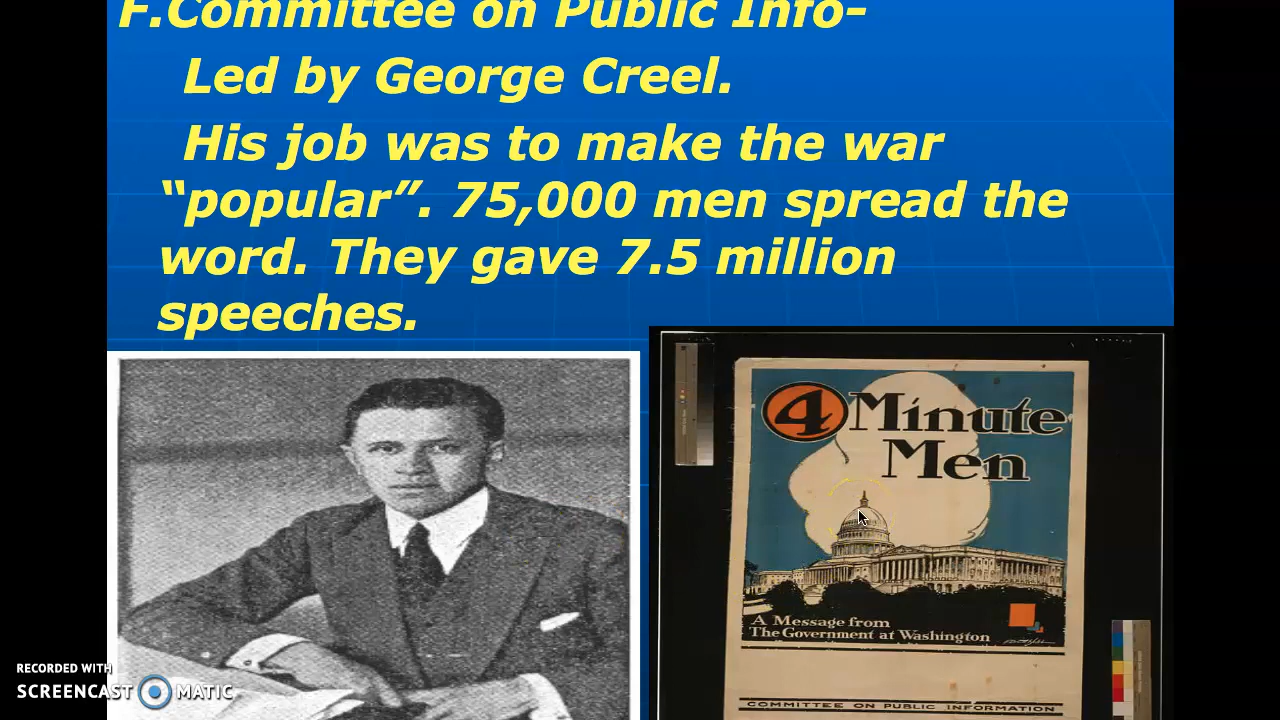 F.Committee on Public Info-
Led by George Creel.
His job was to make the war
“popular”. 75,000 men spread the
word. They gave 7.5 million
speeches.
4 Minute
Men
A Message from
The Government at Washington
COMMITTEE ON PUBLIC INFORMATION
RECORDED WITH
SCREENCAST MATIC